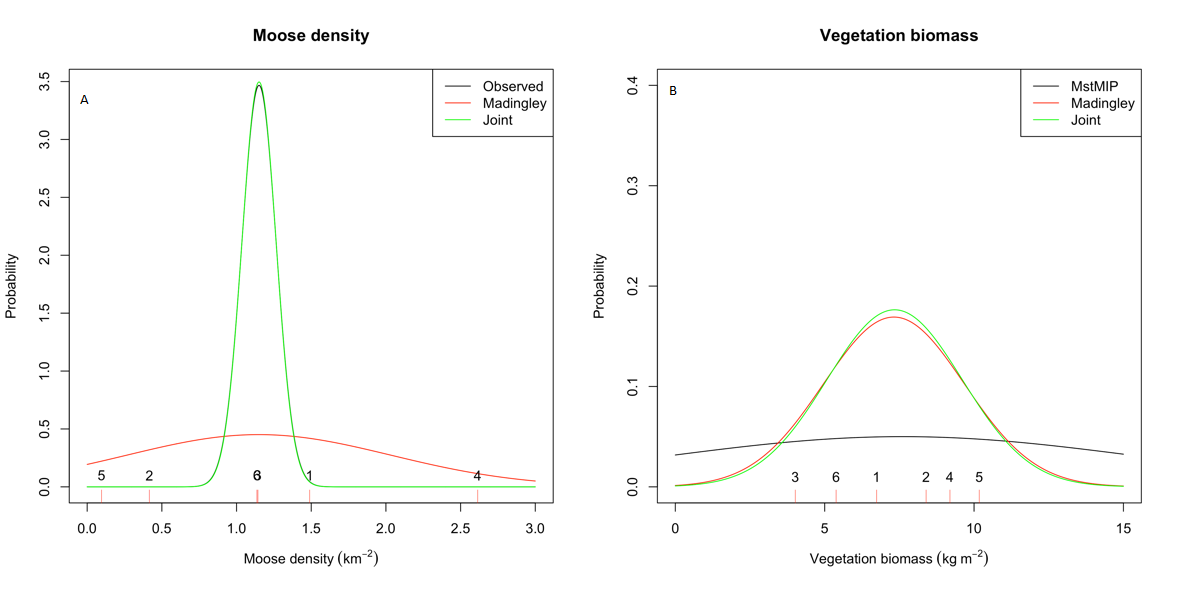 Moose density
A
Observed
Madingley
Joint
3.5
3.0
2.5
2.0
1.5
1.0
0.5
0.0
Probability
5 2 6 3 1 4
0.0 0.5 1.0 1.5 2.0 2.5 3.0
Moose density (km⁻²)
Vegetation biomass
B
MstMIP
Madingley
Joint
0.4
0.3
0.2
0.1
0.0
Probability
3 6 1 2 4 5
0 5 10 15
Vegetation biomass (kg m⁻²)